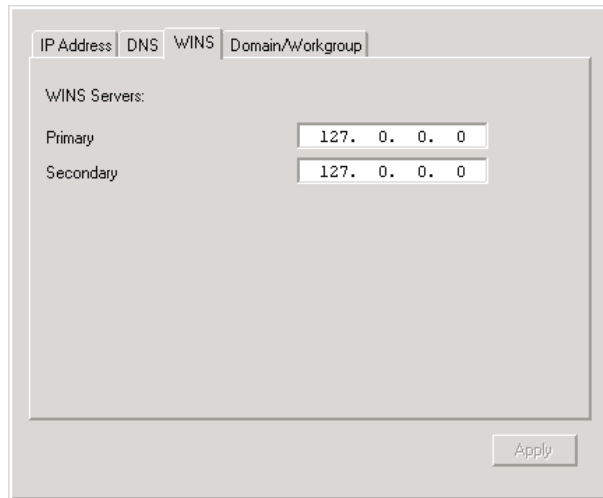 IP Address DNS WINS Domain/Workgroup
WINS Servers:
Primary 127. 0. 0. 0
Secondary 127. 0. 0. 0
Apply